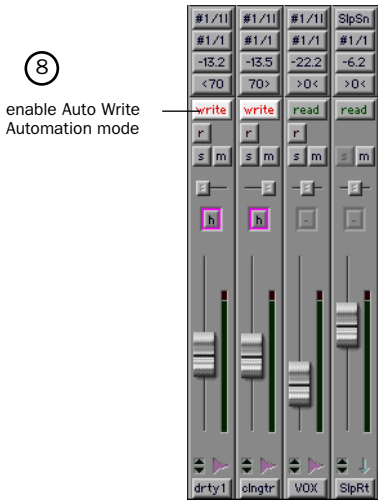 #1/1I #1/1I #1/1I SlpSn
#1/1 #1/1 #1/1 #1/1
-13.2 -13.5 -22.2 -6.2
<70 70> >0< >0<
8
enable Auto Write
Automation mode
write write read read
r r r
s m s m s m s m
h h - -
drty1 clngtr VOX SlpRt